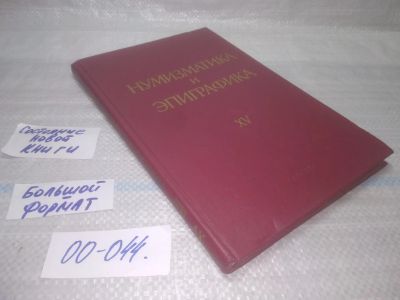 НУМИЗМАТИКА
И
ЭПИГРАФИКА
XV
Состояние
новой
книги
Большой
формат
00-044.